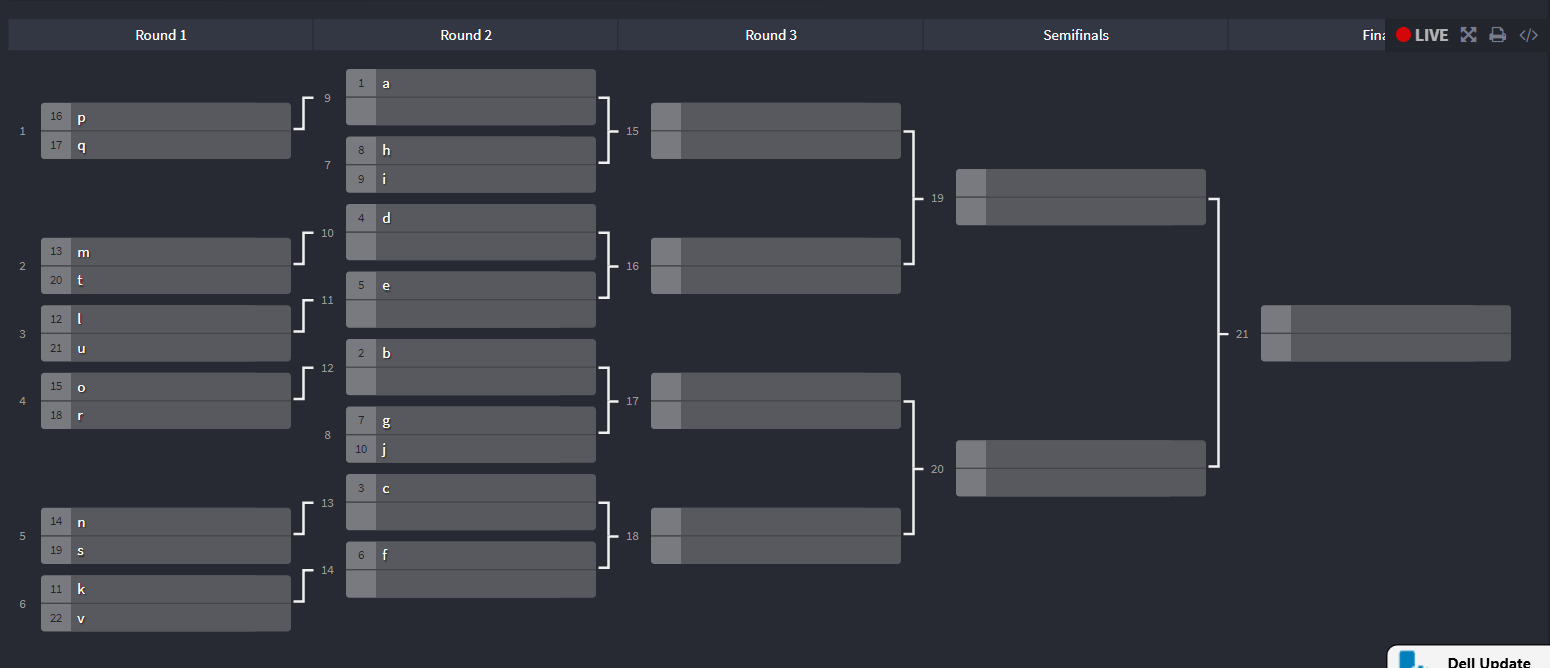 Round 1
Round 2
Round 3
Semifinals
Fina
LIVE
</>
1
16 p
17 q
2
13 m
20 t
3
12 l
21 u
4
15 o
18 r
5
14 n
19 s
6
11 k
22 v
9
1 a
7
8 h
9 i
10
4 d
11
5 e
12
2 b
8
7 g
10 j
13
3 c
14
6 f
15
16
17
18
19
20
21
Dell Update